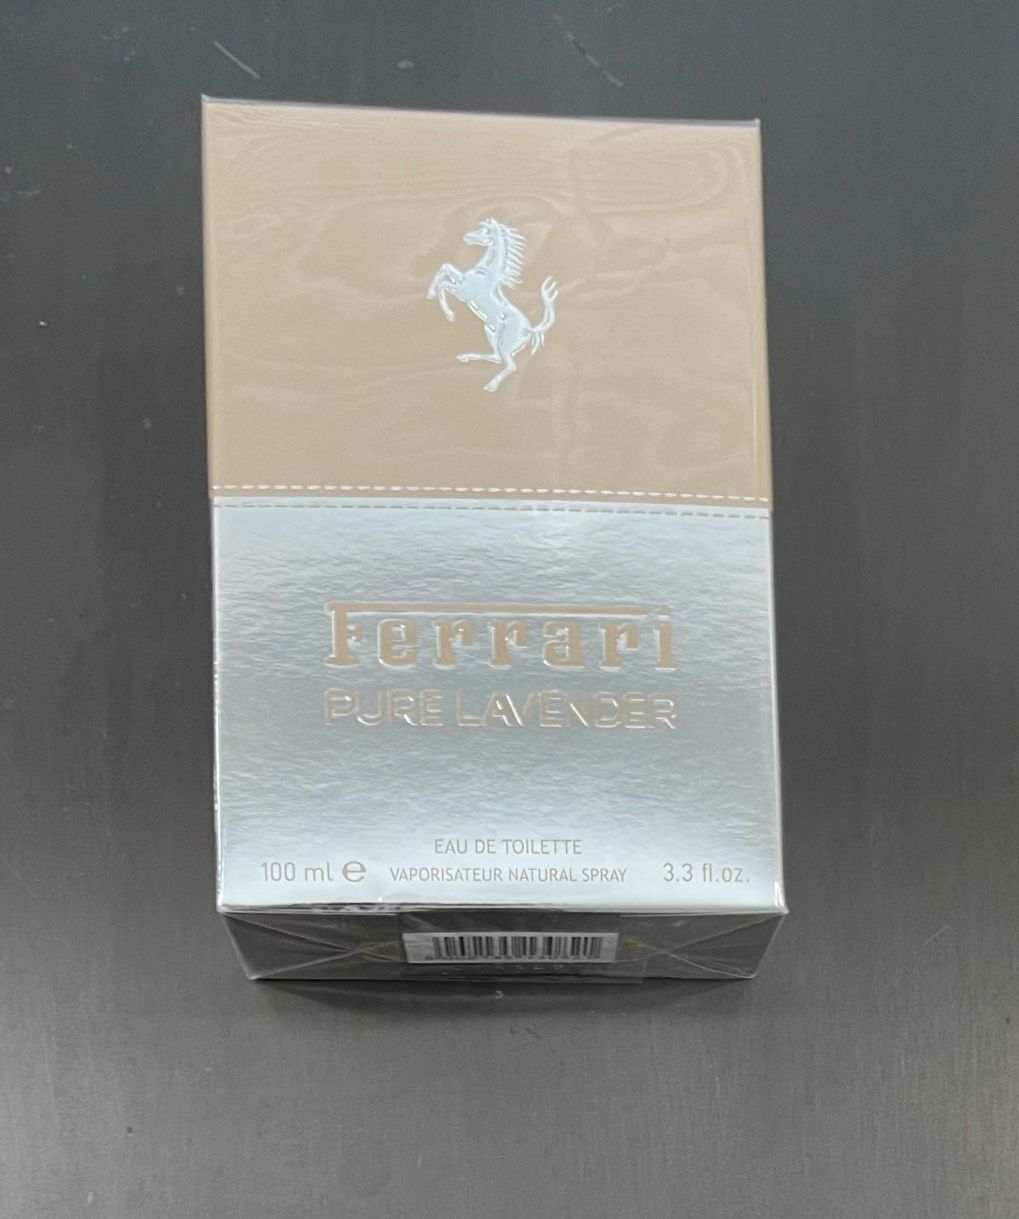 Ferrari
PURE LAVENDER
EAU DE TOILETTE
100 ml ℮ VAPORISATEUR NATURAL SPRAY 3.3 fl.oz.